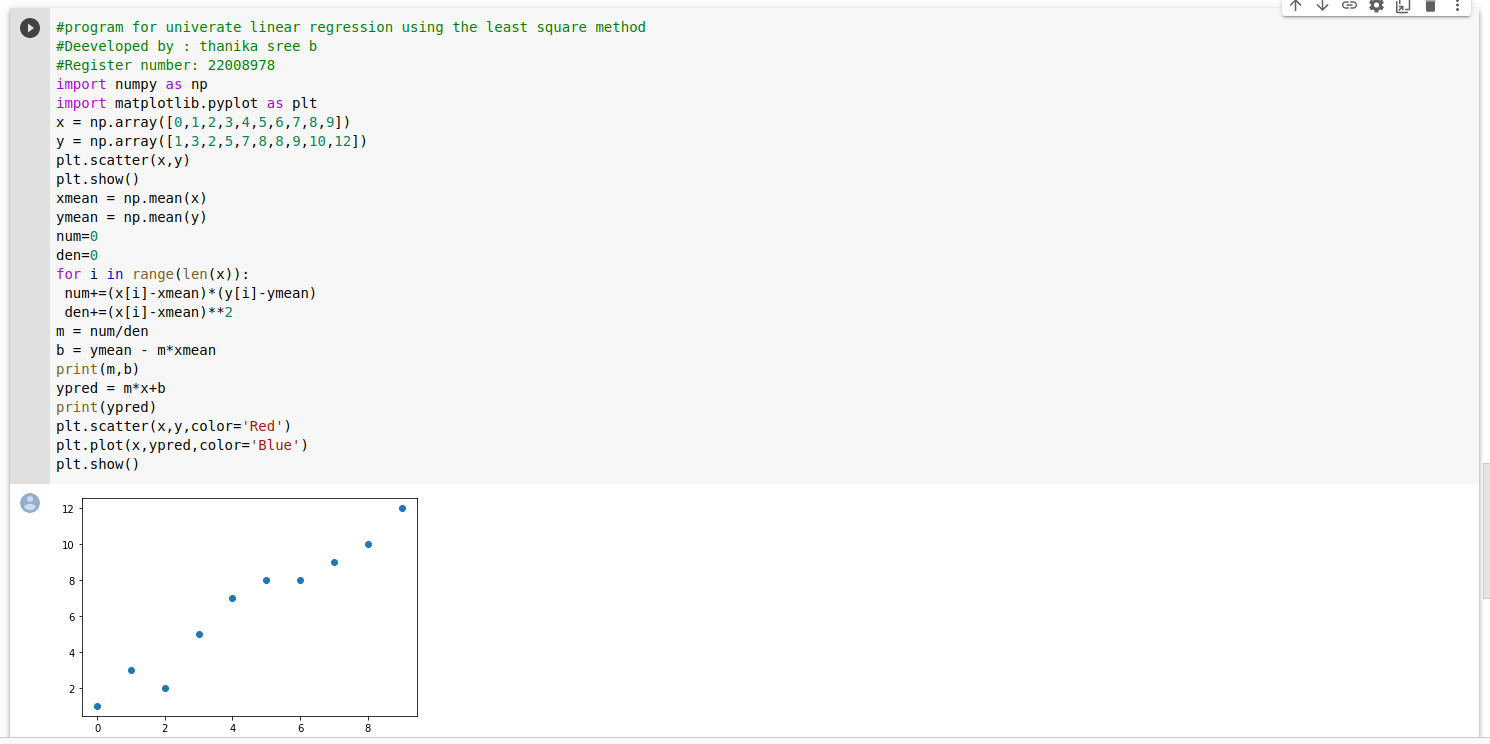 #program for univerate linear regression using the least square method
#Deeveloped by : thanika sree b
#Register number: 22008978
import numpy as np
import matplotlib.pyplot as plt
x = np.array([0,1,2,3,4,5,6,7,8,9])
y = np.array([1,3,2,5,7,8,8,9,10,12])
plt.scatter(x,y)
plt.show()
xmean = np.mean(x)
ymean = np.mean(y)
num=0
den=0
for i in range(len(x)):
 num+=(x[i]-xmean)*(y[i]-ymean)
 den+=(x[i]-xmean)**2
m = num/den
b = ymean - m*xmean
print(m,b)
ypred = m*x+b
print(ypred)
plt.scatter(x,y,color='Red')
plt.plot(x,ypred,color='Blue')
plt.show()
12
10
8
6
4
2
0 2 4 6 8